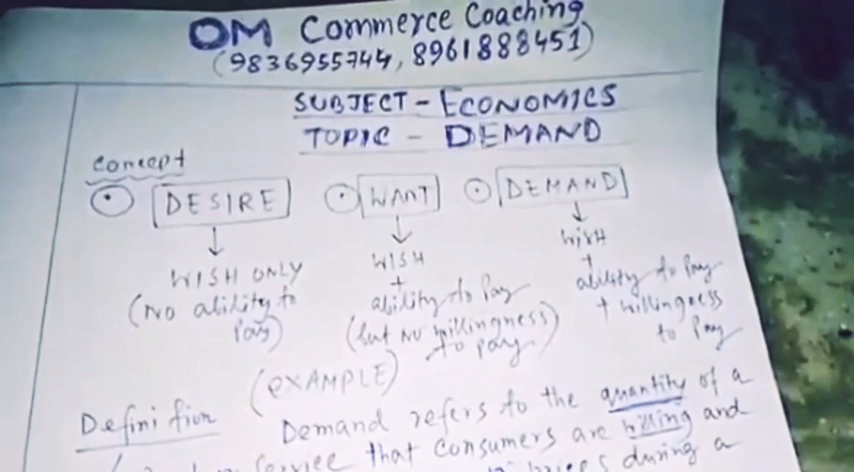 OM Commerce Coaching
(9836955744, 8961888451)
SUBJECT - ECONOMICS
TOPIC - DEMAND
Concept
DESIRE WANT DEMAND
WISH ONLY
(No ability to
Pay)
WISH
+
ability to Pay
(but no willingness)
to pay
WISH
+
ability to Pay
+ willingness
to Pay
(EXAMPLE)
Definition Demand refers to the quantity of a
service that consumers are willing and
prices during a